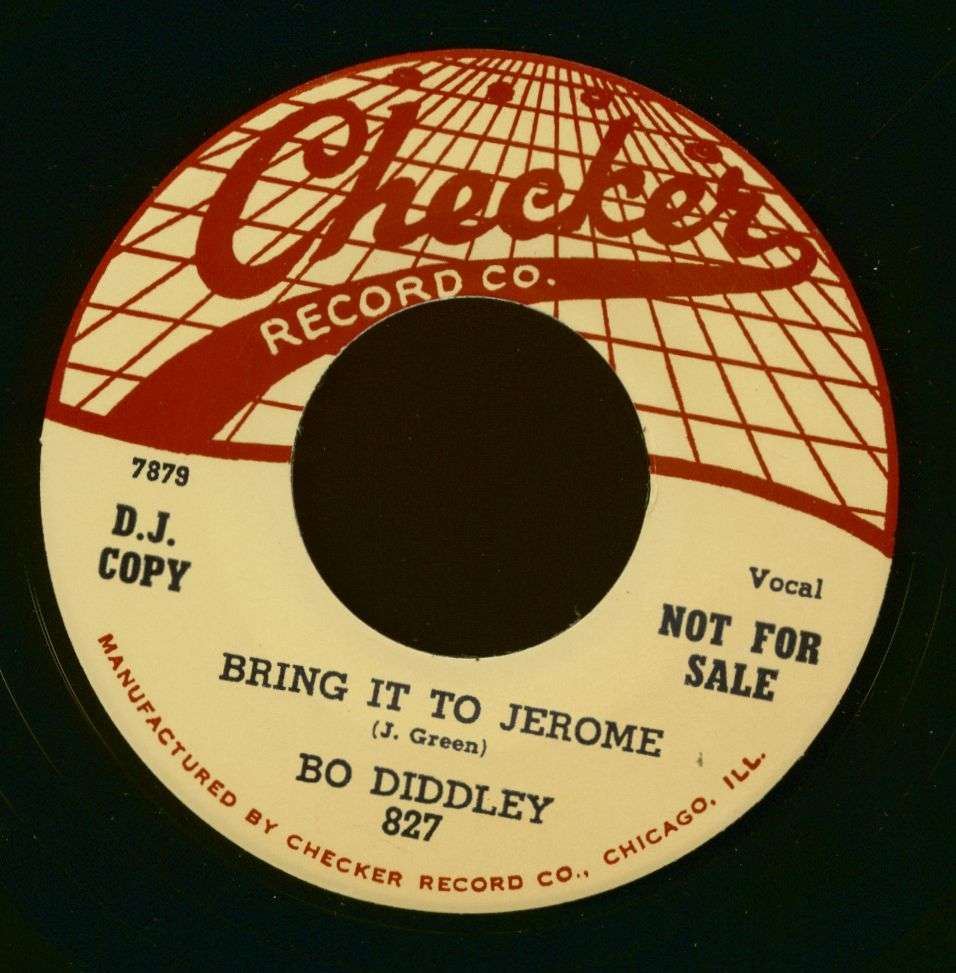 Checker
RECORD CO.
7879
D.J.
COPY
Vocal
NOT FOR
SALE
BRING IT TO JEROME
(J. Green)
BO DIDDLEY
827
MANUFACTURED BY CHECKER RECORD CO., CHICAGO, ILL.